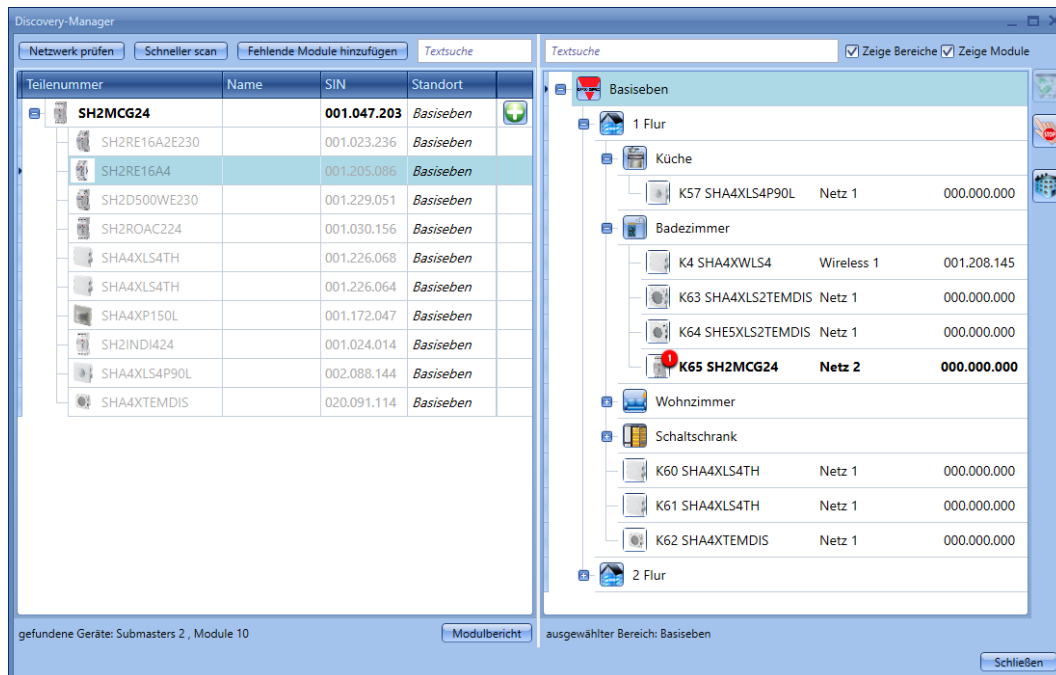 Discovery-Manager
Netzwerk prüfen Schneller scan Fehlende Module hinzufügen Textsuche
Teilenummer Name SIN Standort
SH2MCG24 001.047.203 Basiseben
SH2RE16A2E230 001.023.236 Basiseben
SH2RE16A4 001.205.086 Basiseben
SH2D500WE230 001.229.051 Basiseben
SH2ROAC224 001.030.156 Basiseben
SHA4XLS4TH 001.226.068 Basiseben
SHA4XLS4TH 001.226.064 Basiseben
SHA4XP150L 001.172.047 Basiseben
SH2INDI424 001.024.014 Basiseben
SHA4XLS4P90L 002.088.144 Basiseben
SHA4XTEMDIS 020.091.114 Basiseben
gefundene Geräte: Submasters 2 , Module 10 Modulbericht
Textsuche Zeige Bereiche Zeige Module
Basiseben
1 Flur
Küche
K57 SHA4XLS4P90L Netz 1 000.000.000
Badezimmer
K4 SHA4XWLS4 Wireless 1 001.208.145
K63 SHA4XLS2TEMDIS Netz 1 000.000.000
K64 SHE5XLS2TEMDIS Netz 1 000.000.000
1 K65 SH2MCG24 Netz 2 000.000.000
Wohnzimmer
Schaltschrank
K60 SHA4XLS4TH Netz 1 000.000.000
K61 SHA4XLS4TH Netz 1 000.000.000
K62 SHA4XTEMDIS Netz 1 000.000.000
2 Flur
STOP
ausgewählter Bereich: Basiseben
Schließen